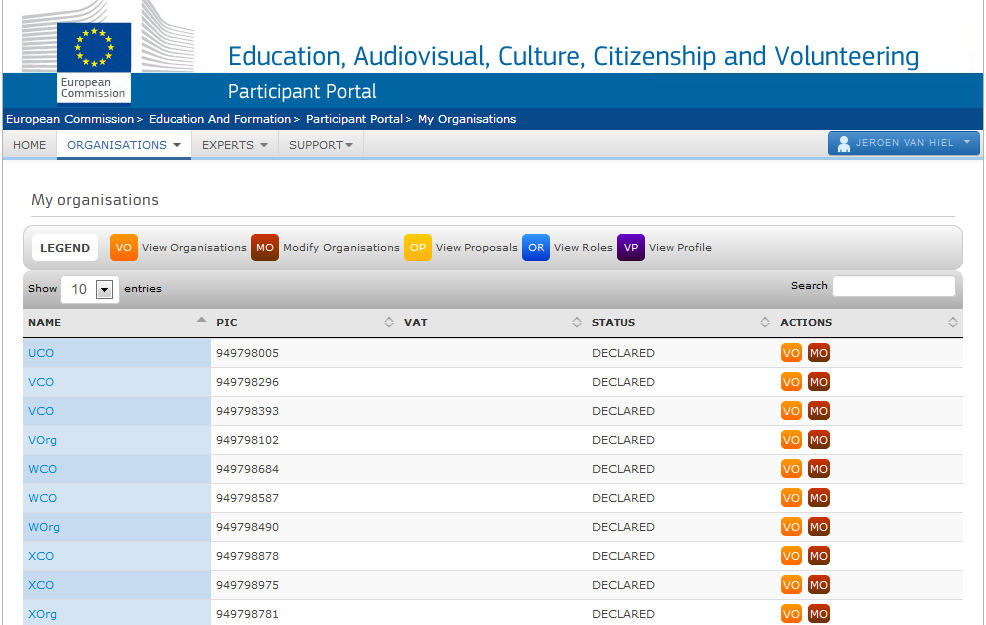 European
Commission
Education, Audiovisual, Culture, Citizenship and Volunteering
Participant Portal
European Commission > Education And Formation > Participant Portal > My Organisations
HOME ORGANISATIONS EXPERTS SUPPORT JEROEN VAN HIEL
My organisations
LEGEND VO View Organisations MO Modify Organisations OP View Proposals OR View Roles VP View Profile
Show 10 entries Search
NAME PIC VAT STATUS ACTIONS
UCO 949798005 DECLARED VO MO
VCO 949798296 DECLARED VO MO
VCO 949798393 DECLARED VO MO
VOrg 949798102 DECLARED VO MO
WCO 949798684 DECLARED VO MO
WCO 949798587 DECLARED VO MO
WOrg 949798490 DECLARED VO MO
XCO 949798878 DECLARED VO MO
XCO 949798975 DECLARED VO MO
XOrg 949798781 DECLARED VO MO